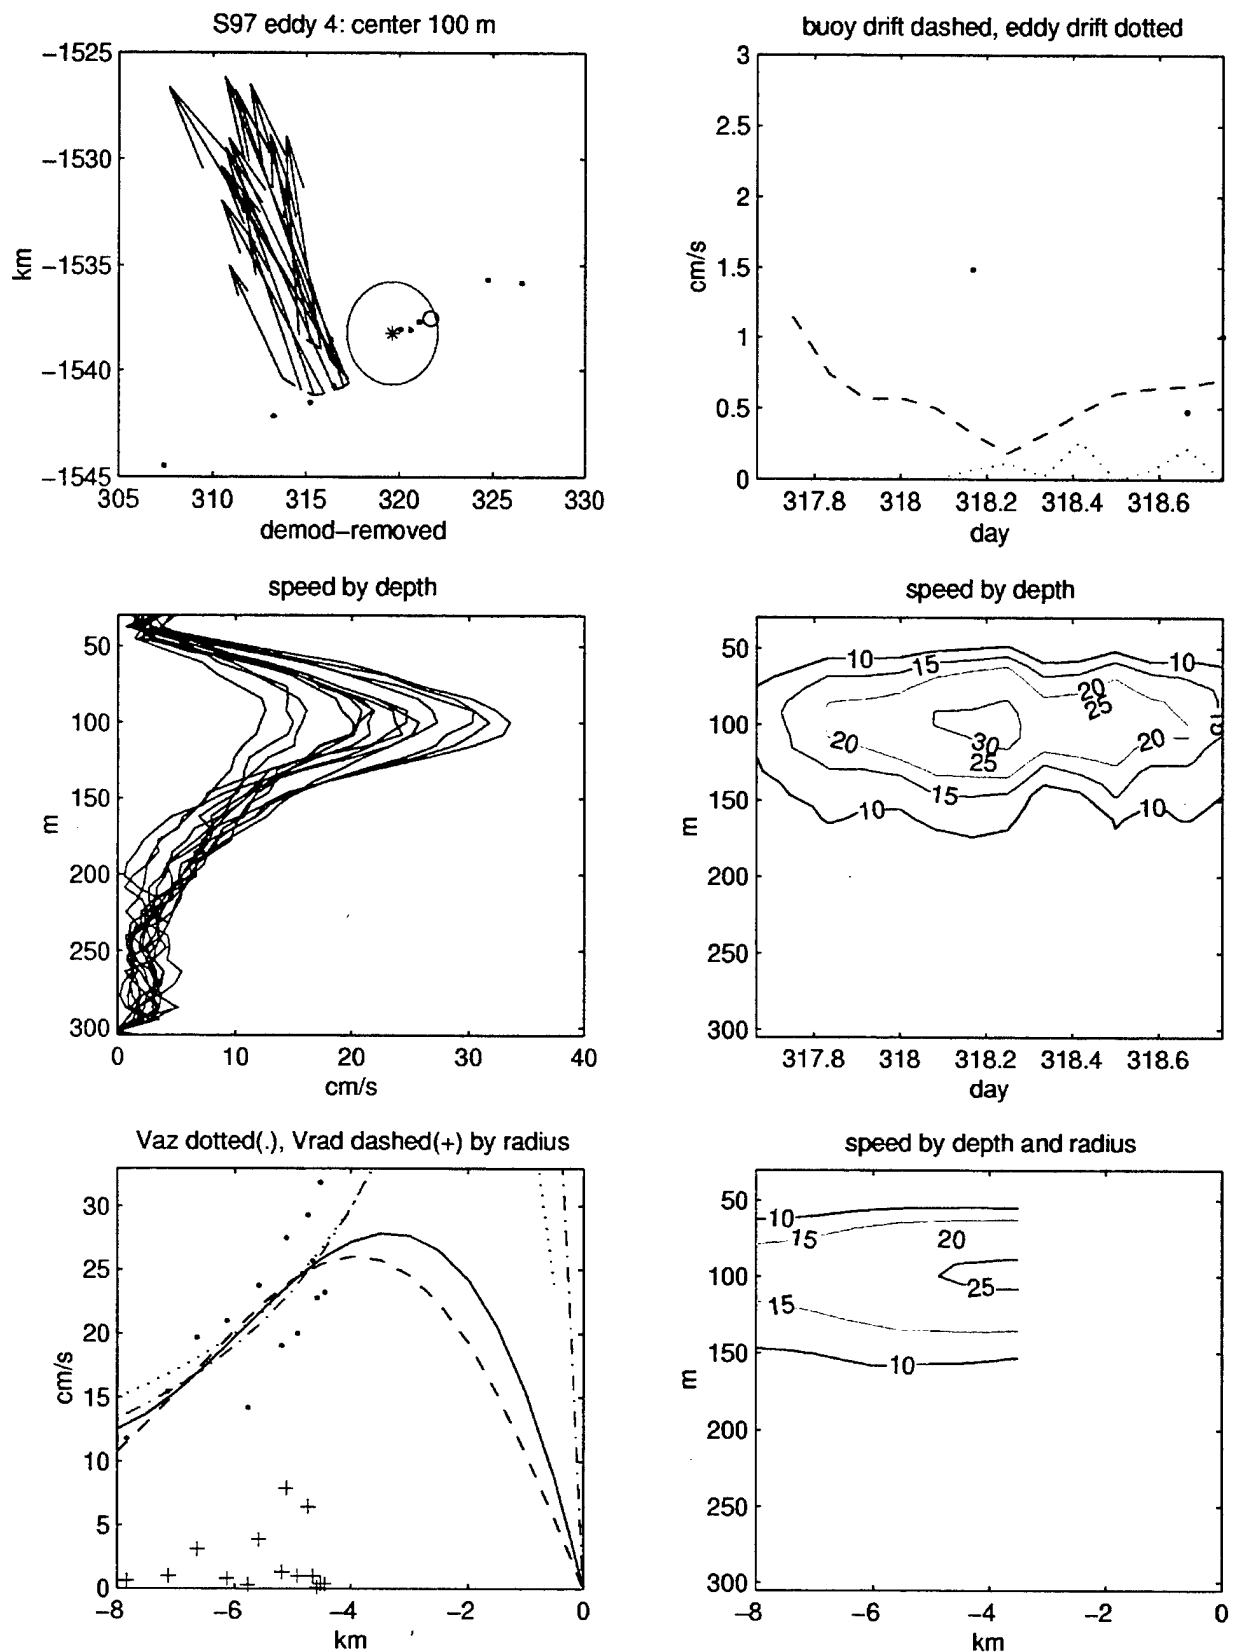 S97 eddy 4: center 100 m
−1525
−1530
−1535
−1540
−1545
km
305 310 315 320 325 330
demod−removed
buoy drift dashed, eddy drift dotted
3
2.5
2
1.5
1
0.5
0
cm/s
317.8 318 318.2 318.4 318.6
day
speed by depth
50
100
150
200
250
300
m
0 10 20 30 40
cm/s
speed by depth
50
100
150
200
250
300
m
10 15 10
20
25
20 30 20
25
15
10 10
317.8 318 318.2 318.4 318.6
day
Vaz dotted(.), Vrad dashed(+) by radius
30
25
20
15
10
5
0
cm/s
−8 −6 −4 −2 0
km
speed by depth and radius
50
100
150
200
250
300
m
10
15 20
25
15
10
−8 −6 −4 −2 0
km